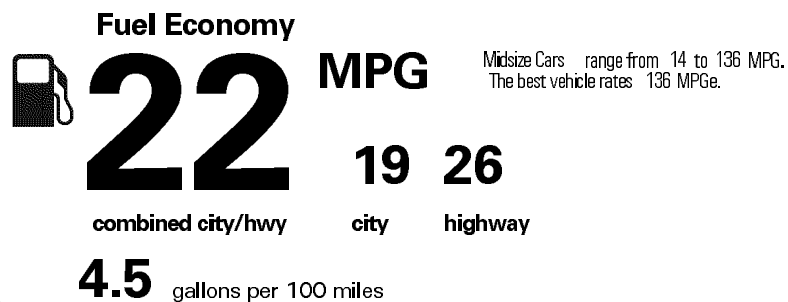 Fuel Economy
22 MPG
Midsize Cars range from 14 to 136 MPG.
The best vehicle rates 136 MPGe.
19 26
combined city/hwy city highway
4.5 gallons per 100 miles